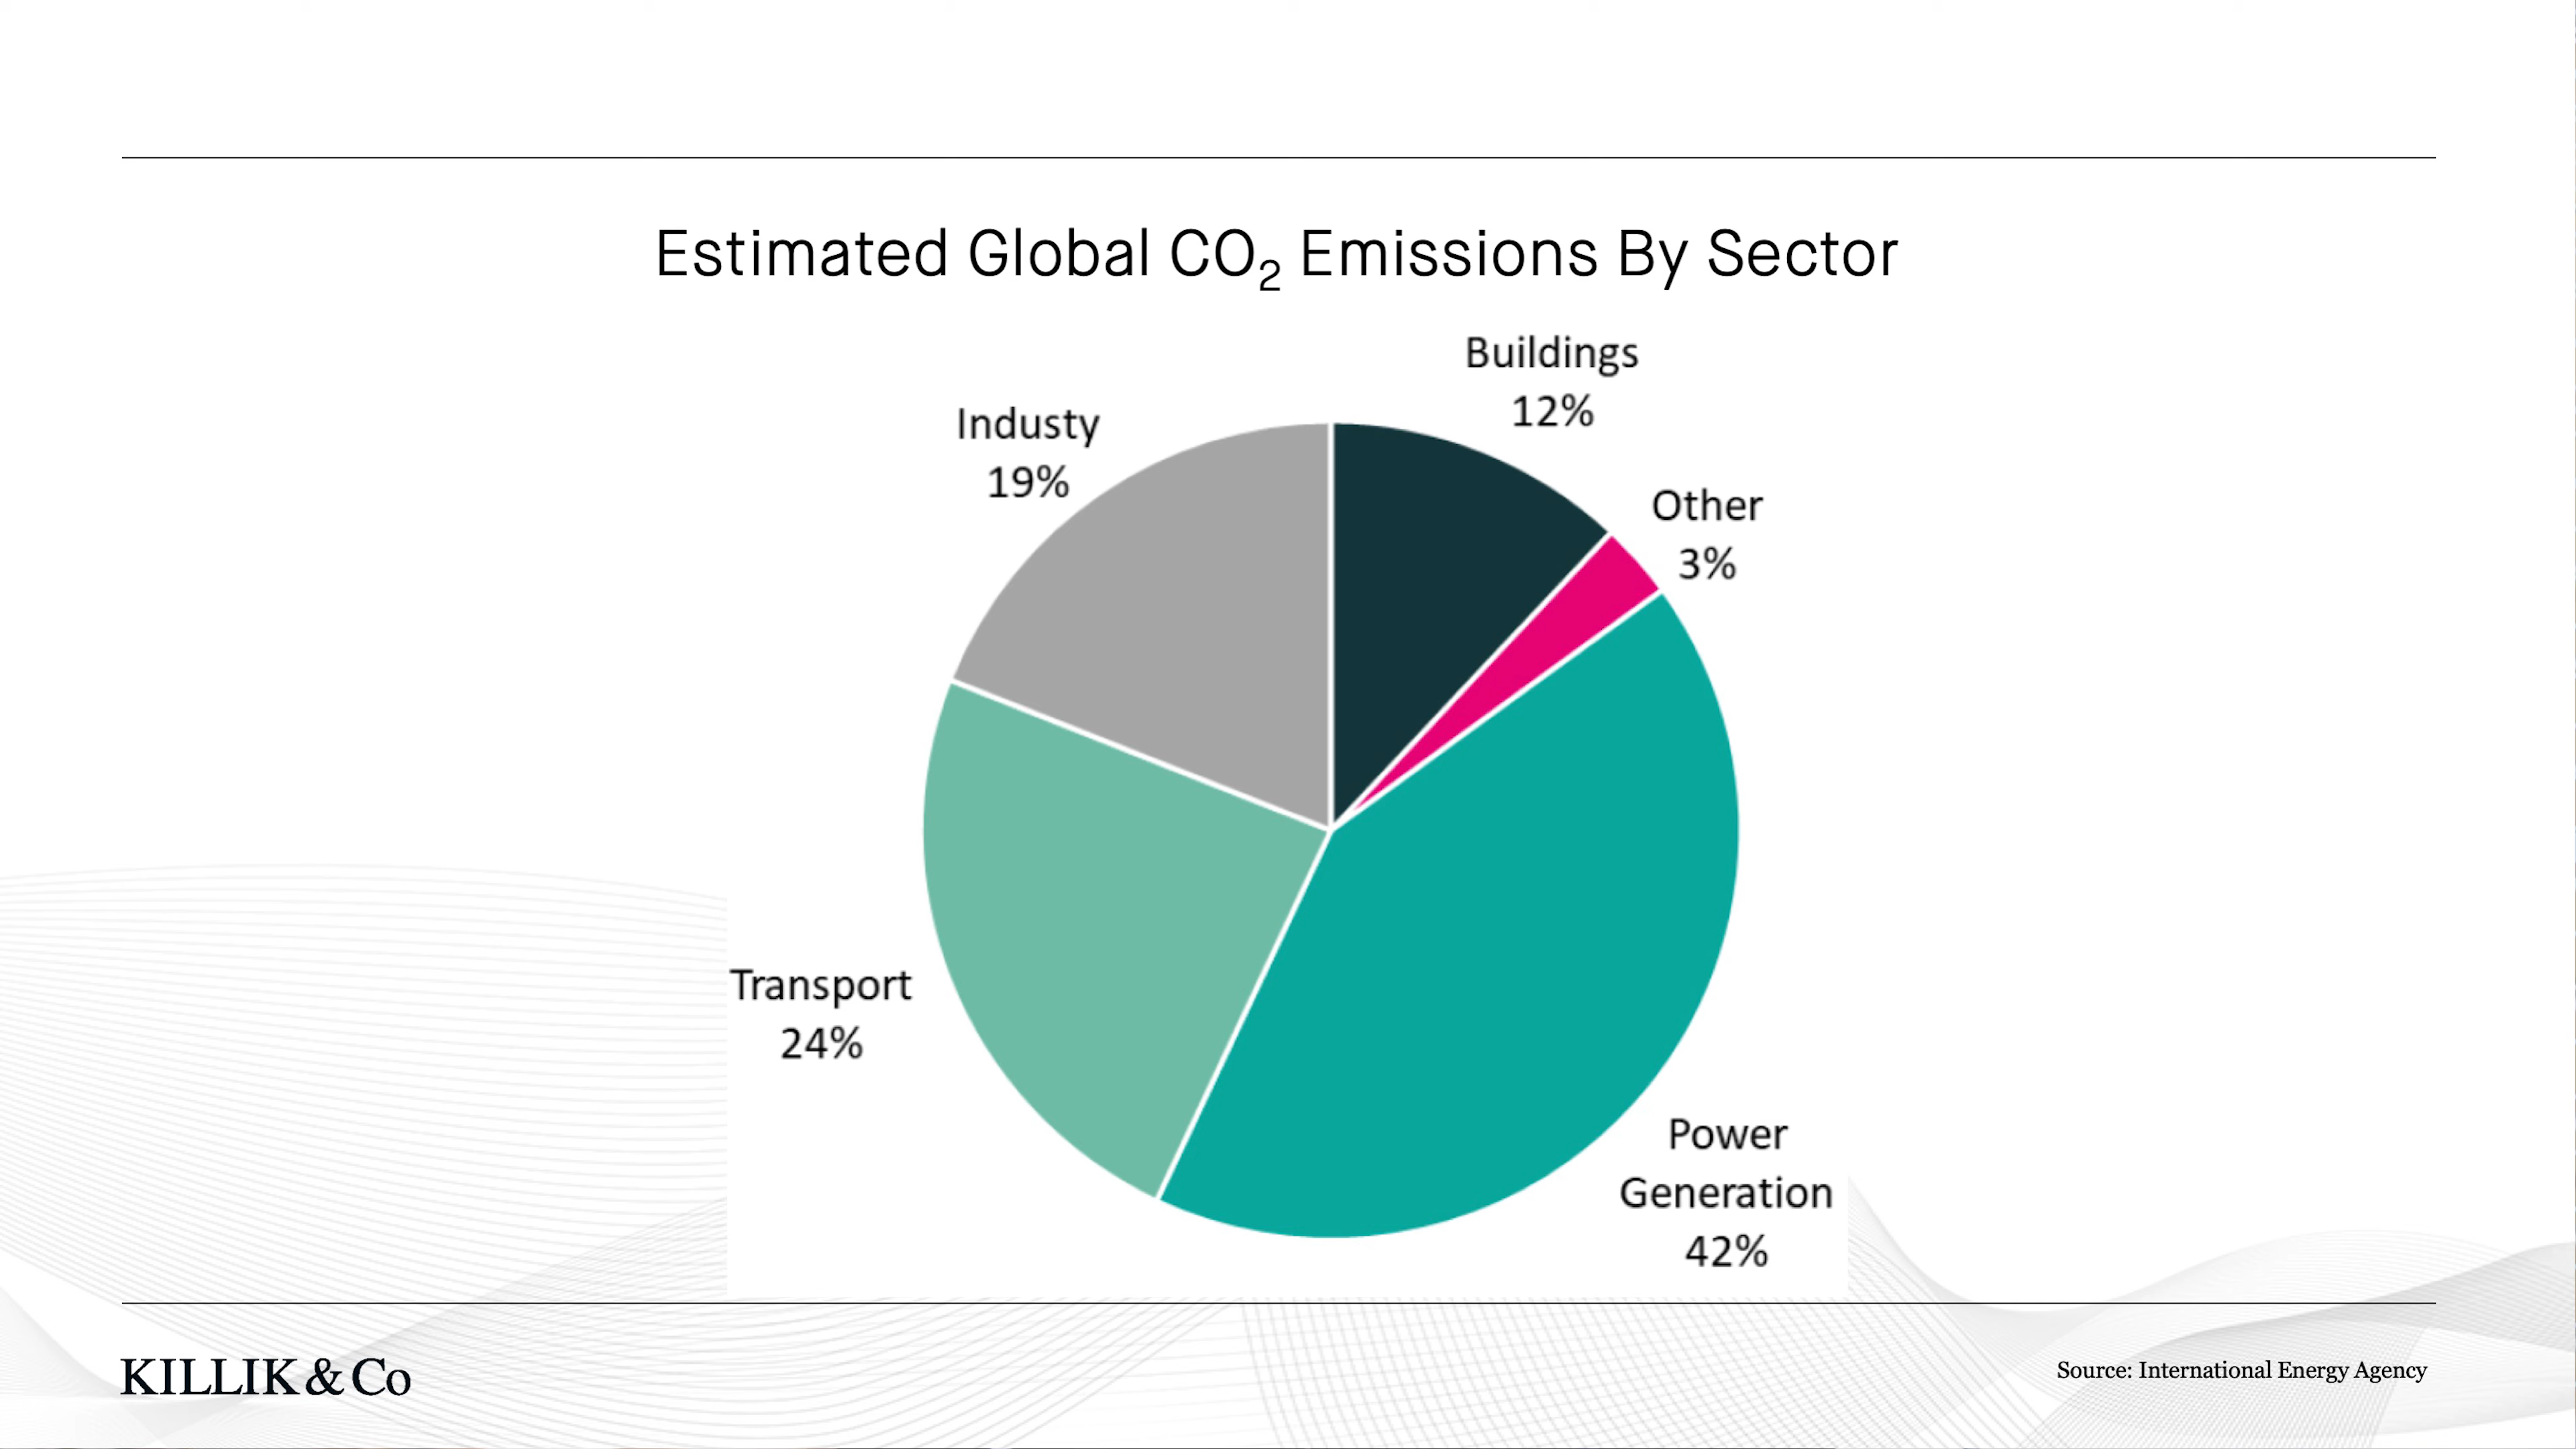 Estimated Global CO₂ Emissions By Sector
Buildings
12%
Industy
19%
Other
3%
Transport
24%
Power
Generation
42%
KILLIK & Co
Source: International Energy Agency